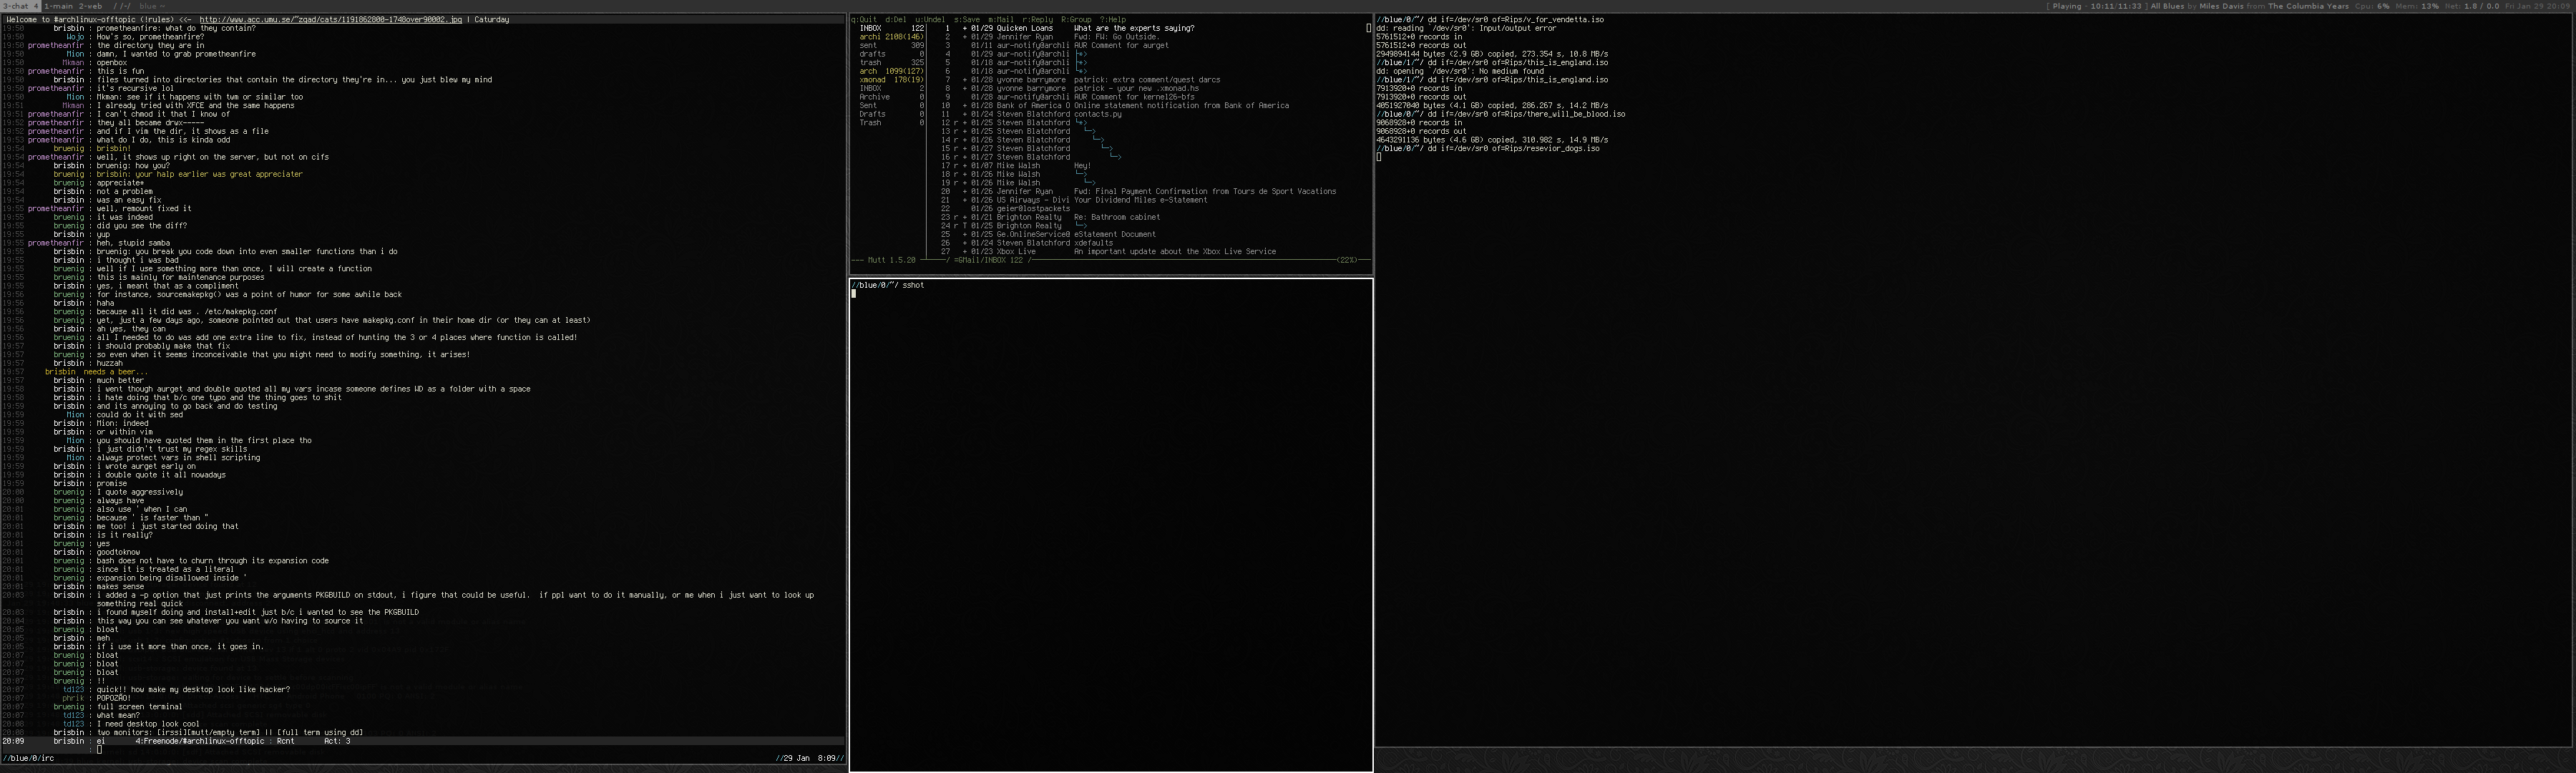 3-chat 4 1-main 2-web / /-/ blue ~
[ Playing - 10:11/11:33 ] All Blues by Miles Davis from The Columbia Years Cpu: 6% Mem: 13% Net: 1.8 / 0.0 Fri Jan 29 20:09
Welcome to #archlinux-offtopic (!rules) <<- http://www.acc.umu.se/~zqad/cats/1191862800-1748over90002.jpg | Caturday
19:50 brisbin : prometheanfire: what do they contain?
19:50 Wojo : How's so, prometheanfire?
19:50 prometheanfir : the directory they are in
19:50 Mion : damn, I wanted to grab prometheanfire
19:50 Mkman : openbox
19:50 prometheanfir : this is fun
19:50 brisbin : files turned into directories that contain the directory they're in... you just blew my mind
19:50 prometheanfir : it's recursive lol
19:50 Mion : Mkman: see if it happens with twm or similar too
19:51 Mkman : I already tried with XFCE and the same happens
19:51 prometheanfir : I can't chmod it that I know of
19:52 prometheanfir : they all became drwx-----
19:52 prometheanfir : and if I vim the dir, it shows as a file
19:53 prometheanfir : what do I do, this is kinda odd
19:54 bruenig : brisbin!
19:54 prometheanfir : well, it shows up right on the server, but not on cifs
19:54 brisbin : bruenig: how you?
19:54 bruenig : brisbin: your halp earlier was great appreciater
19:54 bruenig : appreciate*
19:54 brisbin : not a problem
19:54 brisbin : was an easy fix
19:55 prometheanfir : well, remount fixed it
19:55 bruenig : it was indeed
19:55 bruenig : did you see the diff?
19:55 brisbin : yup
19:55 prometheanfir : heh, stupid samba
19:55 brisbin : bruenig: you break you code down into even smaller functions than i do
19:55 brisbin : i thought i was bad
19:55 bruenig : well if I use something more than once, I will create a function
19:55 bruenig : this is mainly for maintenance purposes
19:55 brisbin : yes, i meant that as a compliment
19:56 bruenig : for instance, sourcemakepkg() was a point of humor for some awhile back
19:56 brisbin : haha
19:56 bruenig : because all it did was . /etc/makepkg.conf
19:56 bruenig : yet, just a few days ago, someone pointed out that users have makepkg.conf in their home dir (or they can at least)
19:56 brisbin : ah yes, they can
19:56 bruenig : all I needed to do was add one extra line to fix, instead of hunting the 3 or 4 places where function is called!
19:57 brisbin : i should probably make that fix
19:57 bruenig : so even when it seems inconceivable that you might need to modify something, it arises!
19:57 brisbin : huzzah
19:57 brisbin needs a beer...
19:57 brisbin : much better
19:58 brisbin : i went though aurget and double quoted all my vars incase someone defines WD as a folder with a space
19:58 brisbin : i hate doing that b/c one typo and the thing goes to shit
19:59 brisbin : and its annoying to go back and do testing
19:59 Mion : could do it with sed
19:59 brisbin : Mion: indeed
19:59 brisbin : or within vim
19:59 Mion : you should have quoted them in the first place tho
19:59 brisbin : i just didn't trust my regex skills
19:59 Mion : always protect vars in shell scripting
19:59 brisbin : i wrote aurget early on
19:59 brisbin : i double quote it all nowadays
19:59 brisbin : promise
20:00 bruenig : I quote aggressively
20:00 bruenig : always have
20:01 bruenig : also use ' when I can
20:01 bruenig : because ' is faster than "
20:01 brisbin : me too! i just started doing that
20:01 brisbin : is it really?
20:01 bruenig : yes
20:01 brisbin : goodtoknow
20:01 bruenig : bash does not have to churn through its expansion code
20:01 bruenig : since it is treated as a literal
20:01 bruenig : expansion being disallowed inside '
20:01 brisbin : makes sense
20:03 brisbin : i added a -p option that just prints the arguments PKGBUILD on stdout, i figure that could be useful. if ppl want to do it manually, or me when i just want to look up
something real quick
20:03 brisbin : i found myself doing and install+edit just b/c i wanted to see the PKGBUILD
20:04 brisbin : this way you can see whatever you want w/o having to source it
20:05 bruenig : bloat
20:05 brisbin : meh
20:05 brisbin : if i use it more than once, it goes in.
20:07 bruenig : bloat
20:07 bruenig : bloat
20:07 bruenig : bloat
20:07 bruenig : !!
20:07 td123 : quick!! how make my desktop look like hacker?
20:07 phrik : POPOZÃO!
20:07 bruenig : full screen terminal
20:07 td123 : what mean?
20:08 td123 : I need desktop look cool
20:08 brisbin : two monitors: [irssi][mutt/empty term] || [full term using dd]
20:09 brisbin : ei 4:Freenode/#archlinux-offtopic : Rcnt Act: 3
:
//blue/0/irc //29 Jan 8:09//
q:Quit d:Del u:Undel s:Save m:Mail r:Reply R:Group ?:Help
INBOX 122
archi 2108(146)
sent 309
drafts 0
trash 325
arch 1099(127)
xmonad 178(19)
INBOX 2
Archive 0
Sent 0
Drafts 0
Trash 0
1 + 01/29 Quicken Loans What are the experts saying?
2 + 01/29 Jennifer Ryan Fwd: FW: Go Outside.
3 01/11 aur-notify@archli AUR Comment for aurget
4 01/29 aur-notify@archli ├*>
5 01/18 aur-notify@archli ├*>
6 01/18 aur-notify@archli └*>
7 + 01/28 yvonne barrymore patrick: extra comment/quest darcs
8 + 01/28 yvonne barrymore patrick - your new .xmonad.hs
9 01/28 aur-notify@archli AUR Comment for kernel26-bfs
10 + 01/28 Bank of America O Online statement notification from Bank of America
11 + 01/24 Steven Blatchford contacts.py
12 r + 01/25 Steven Blatchford └*>
13 r + 01/25 Steven Blatchford └─>
14 r + 01/26 Steven Blatchford └─>
15 r + 01/27 Steven Blatchford └─>
16 r + 01/27 Steven Blatchford └─>
17 r + 01/07 Mike Walsh Hey!
18 r + 01/26 Mike Walsh └─>
19 r + 01/26 Mike Walsh └─>
20 + 01/26 Jennifer Ryan Fwd: Final Payment Confirmation from Tours de Sport Vacations
21 + 01/26 US Airways - Divi Your Dividend Miles e-Statement
22 01/26 geier@lostpackets
23 r + 01/21 Brighton Realty Re: Bathroom cabinet
24 r T 01/25 Brighton Realty └─>
25 + 01/25 Ge.OnlineService@ eStatement Document
26 + 01/24 Steven Blatchford xdefaults
27 + 01/23 Xbox Live An important update about the Xbox Live Service
--- Mutt 1.5.20 ─/ =GMail/INBOX 122 /─(22%)─
//blue/0/~/ sshot
//blue/0/~/ dd if=/dev/sr0 of=Rips/v_for_vendetta.iso
dd: reading `/dev/sr0': Input/output error
5761512+0 records in
5761512+0 records out
2949894144 bytes (2.9 GB) copied, 273.354 s, 10.8 MB/s
//blue/1/~/ dd if=/dev/sr0 of=Rips/this_is_england.iso
dd: opening `/dev/sr0': No medium found
//blue/1/~/ dd if=/dev/sr0 of=Rips/this_is_england.iso
7913920+0 records in
7913920+0 records out
4051927040 bytes (4.1 GB) copied, 286.267 s, 14.2 MB/s
//blue/0/~/ dd if=/dev/sr0 of=Rips/there_will_be_blood.iso
9068928+0 records in
9068928+0 records out
4643291136 bytes (4.6 GB) copied, 310.982 s, 14.9 MB/s
//blue/0/~/ dd if=/dev/sr0 of=Rips/resevior_dogs.iso